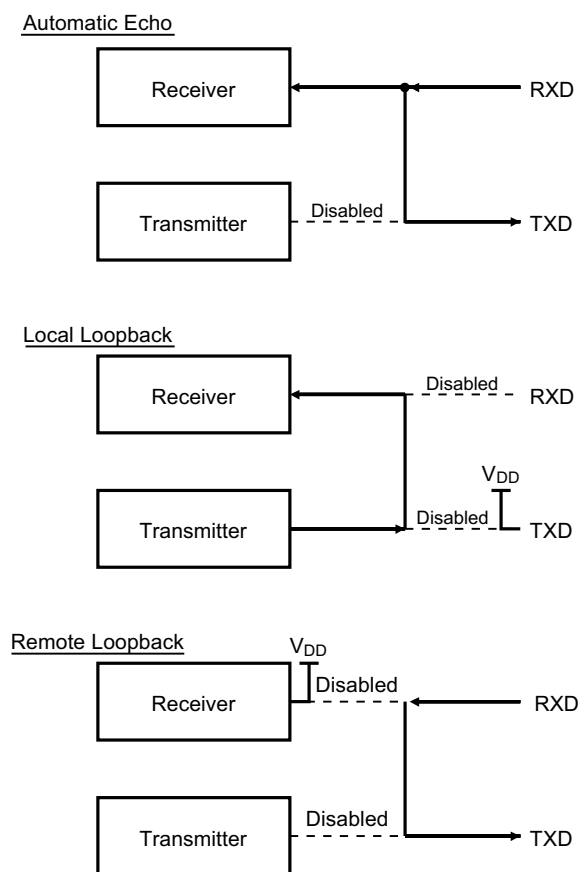 Automatic Echo
Receiver
RXD
Transmitter
Disabled
TXD
Local Loopback
Receiver
Disabled
RXD
VDD
Transmitter
Disabled
TXD
Remote Loopback
VDD
Receiver
Disabled
RXD
Transmitter
Disabled
TXD